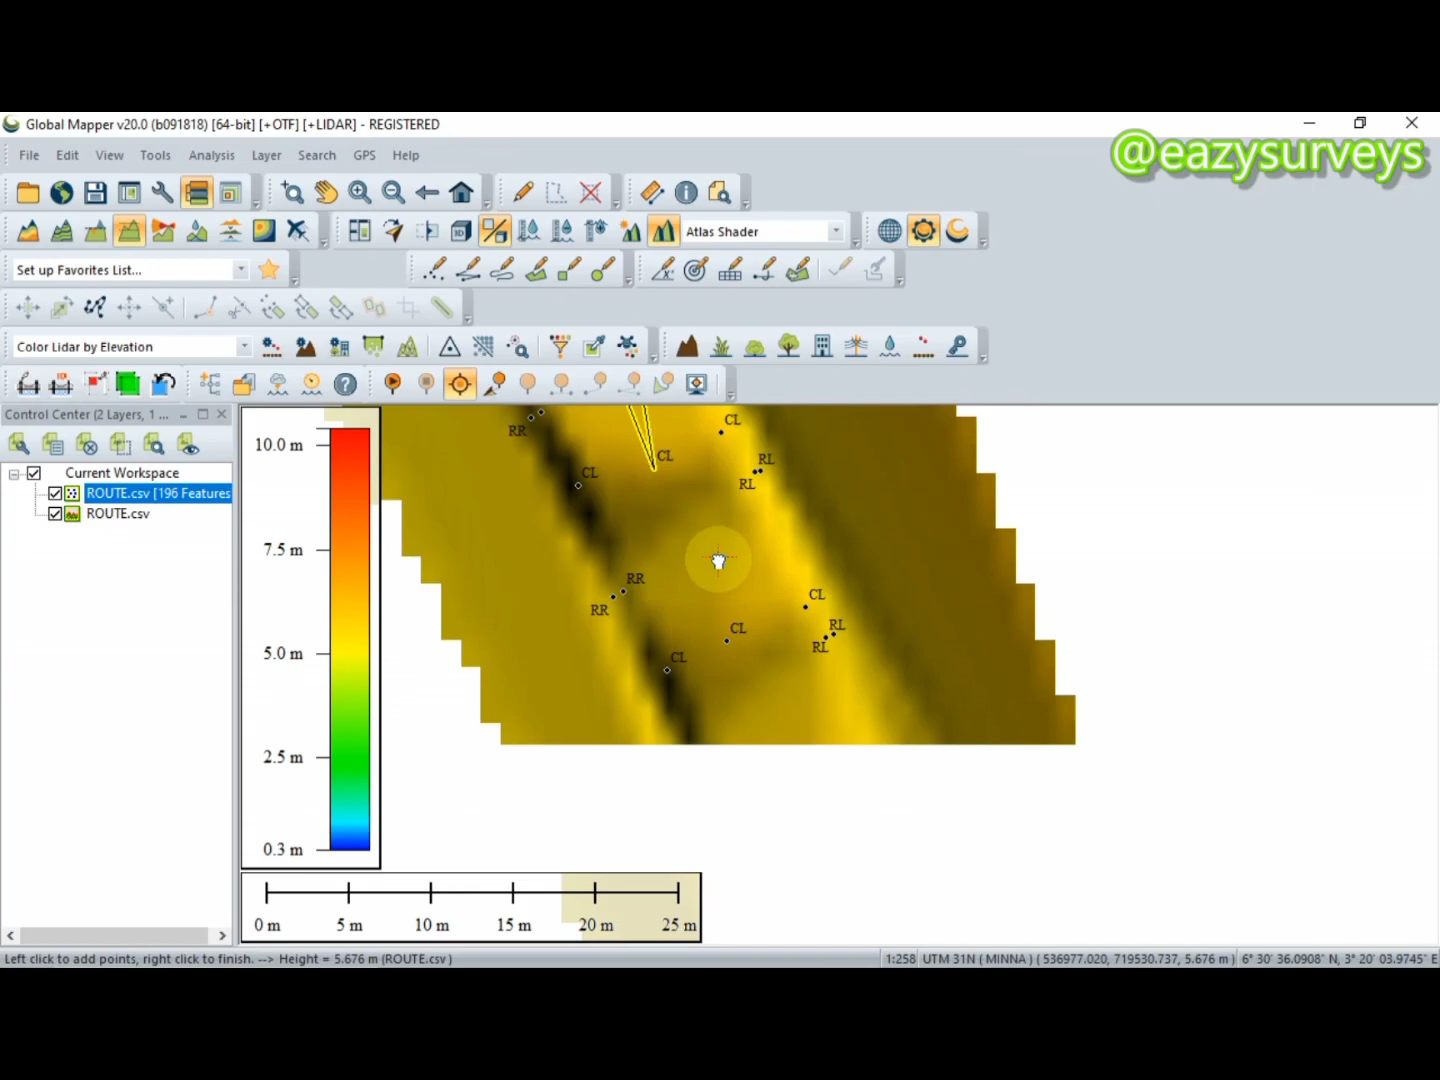 Global Mapper v20.0 (b091818) [64-bit] [+OTF] [+LIDAR] - REGISTERED
@eazysurveys
File Edit View Tools Analysis Layer Search GPS Help
Atlas Shader
Set up Favorites List...
Color Lidar by Elevation
Control Center (2 Layers, 1 ...
Current Workspace
ROUTE.csv [196 Features
ROUTE.csv
10.0 m
7.5 m
5.0 m
2.5 m
0.3 m
CL
RR
CL
RL
CL
RL
RR
CL
RR
RL
CL
RL
CL
0 m 5 m 10 m 15 m 20 m 25 m
Left click to add points, right click to finish. --> Height = 5.676 m (ROUTE.csv )
1:258 UTM 31N ( MINNA ) ( 536977.020, 719530.737, 5.676 m ) 6° 30' 36.0908" N, 3° 20' 03.9745" E